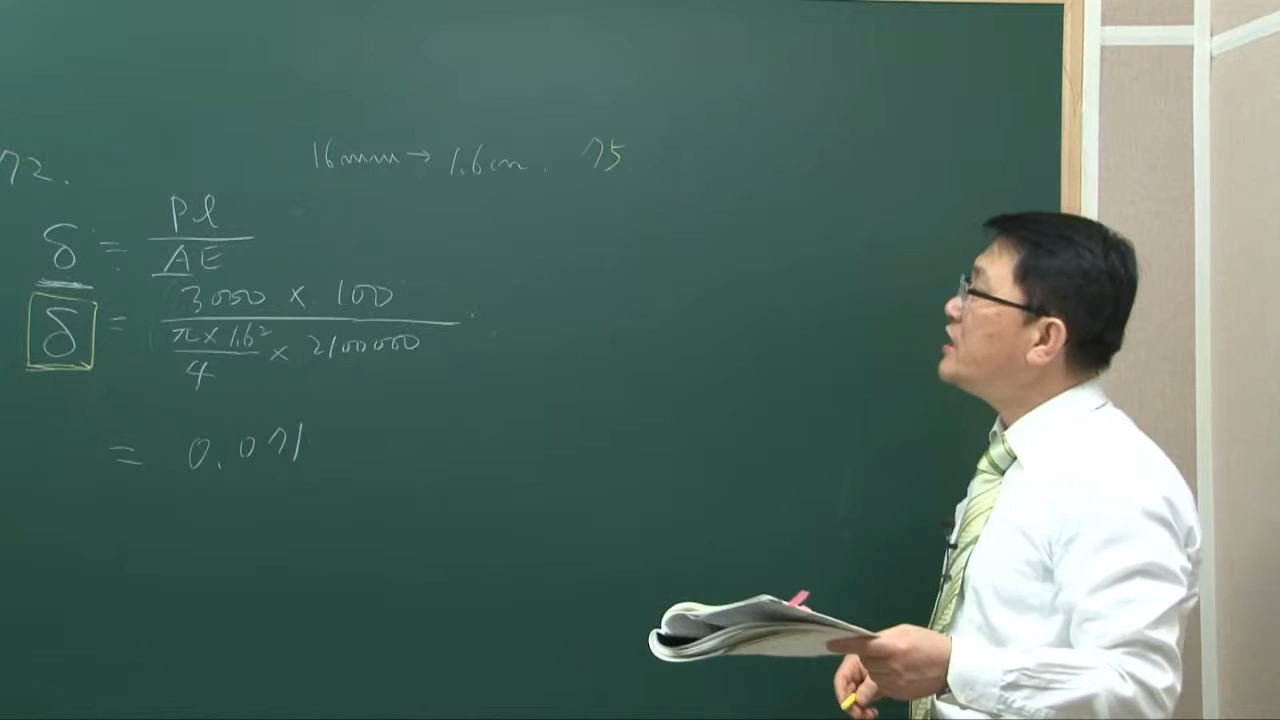 72.
16mm → 1.6cm. 75.
δ = Pl / AE
δ = 3000 × 100 / (π × 1.6² / 4 × 2100000)
= 0.071